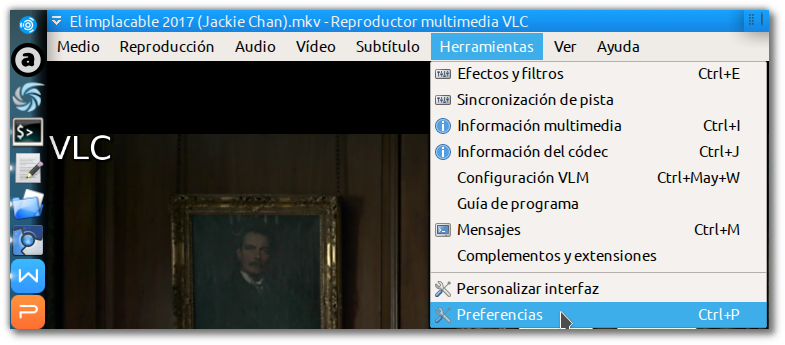 El implacable 2017 (Jackie Chan).mkv - Reproductor multimedia VLC
Medio Reproducción Audio Vídeo Subtítulo Herramientas Ver Ayuda
Efectos y filtros Ctrl+E
Sincronización de pista
Información multimedia Ctrl+I
VLC
Información del códec Ctrl+J
Configuración VLM Ctrl+May+W
Guía de programa
Mensajes Ctrl+M
Complementos y extensiones
Personalizar interfaz
Preferencias Ctrl+P